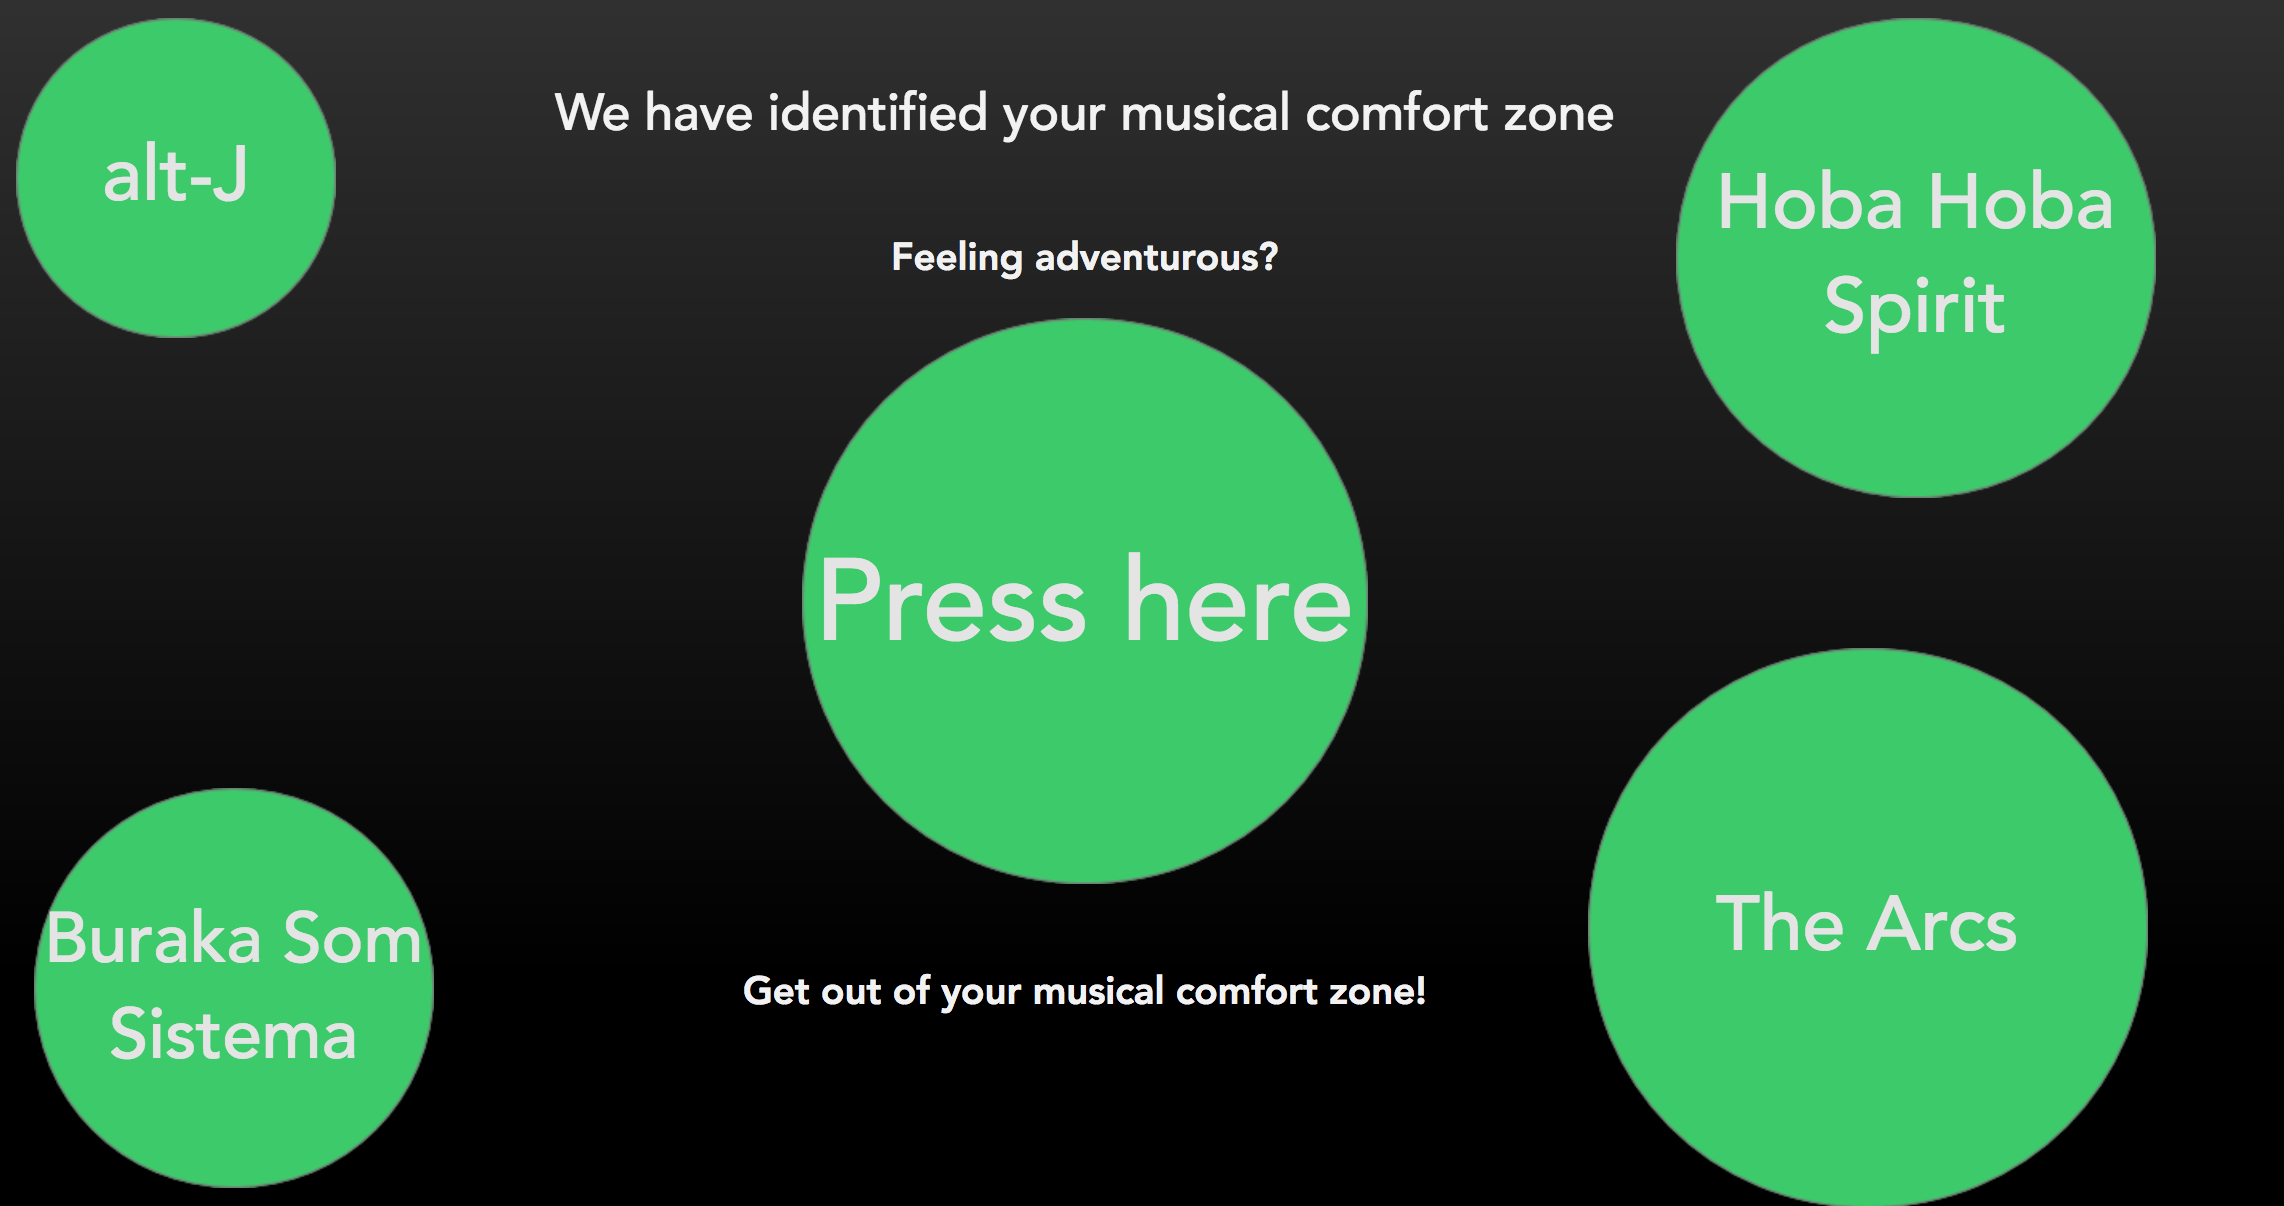 alt-J
We have identified your musical comfort zone
Hoba Hoba
Spirit
Feeling adventurous?
Press here
Buraka Som
Sistema
The Arcs
Get out of your musical comfort zone!